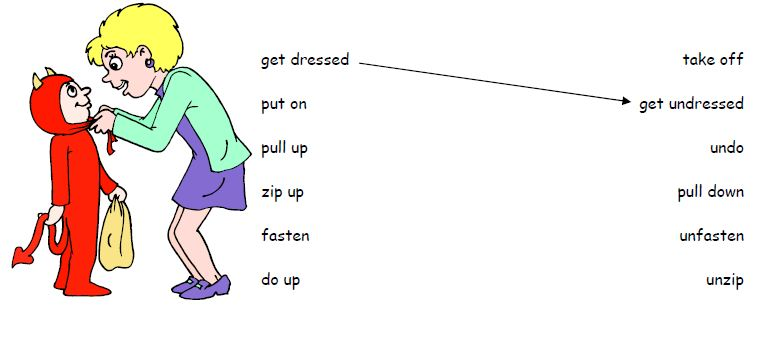 get dressed take off
put on get undressed
pull up undo
zip up pull down
fasten unfasten
do up unzip